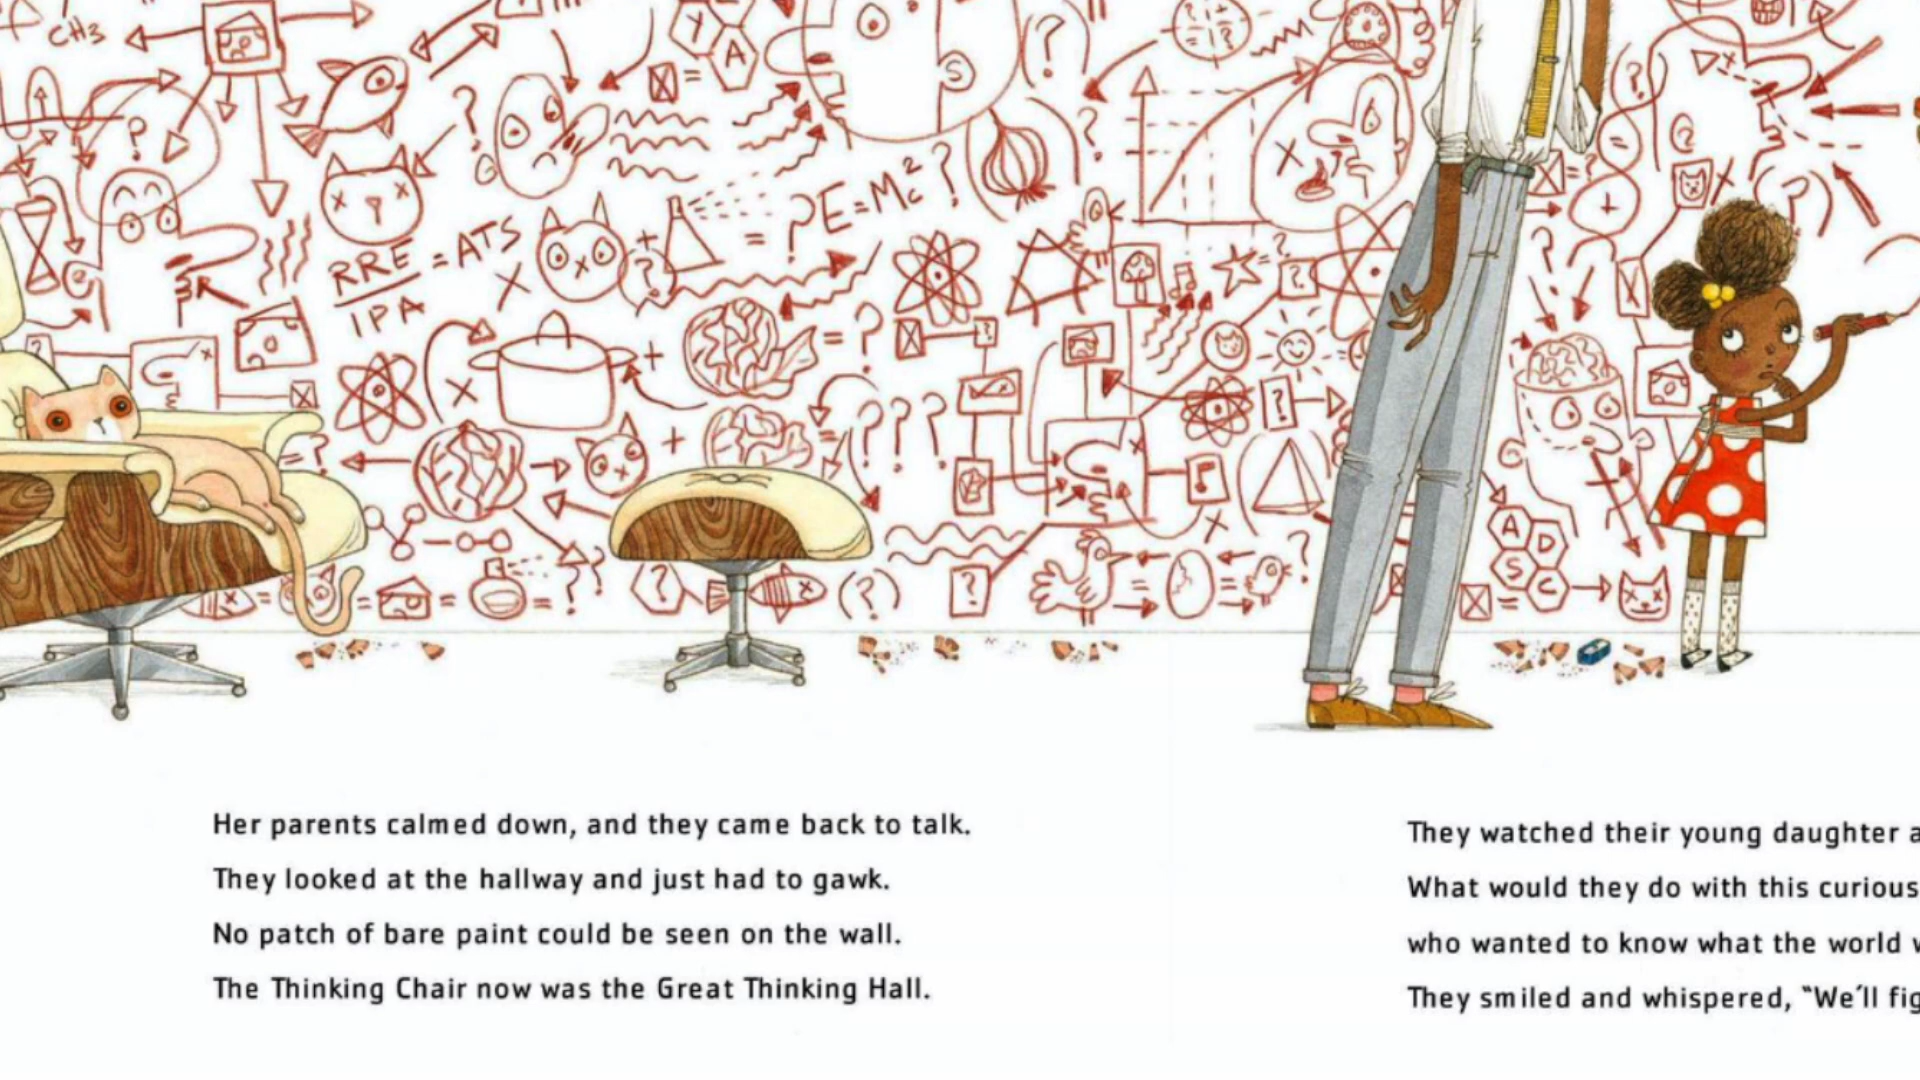 CH3
Y
A
S
E=Mc²?
RRE = ATS
IPA
A
D
S
C
Her parents calmed down, and they came back to talk.
They looked at the hallway and just had to gawk.
No patch of bare paint could be seen on the wall.
The Thinking Chair now was the Great Thinking Hall.
They watched their young daughter a
What would they do with this curious
who wanted to know what the world w
They smiled and whispered, “We’ll fig